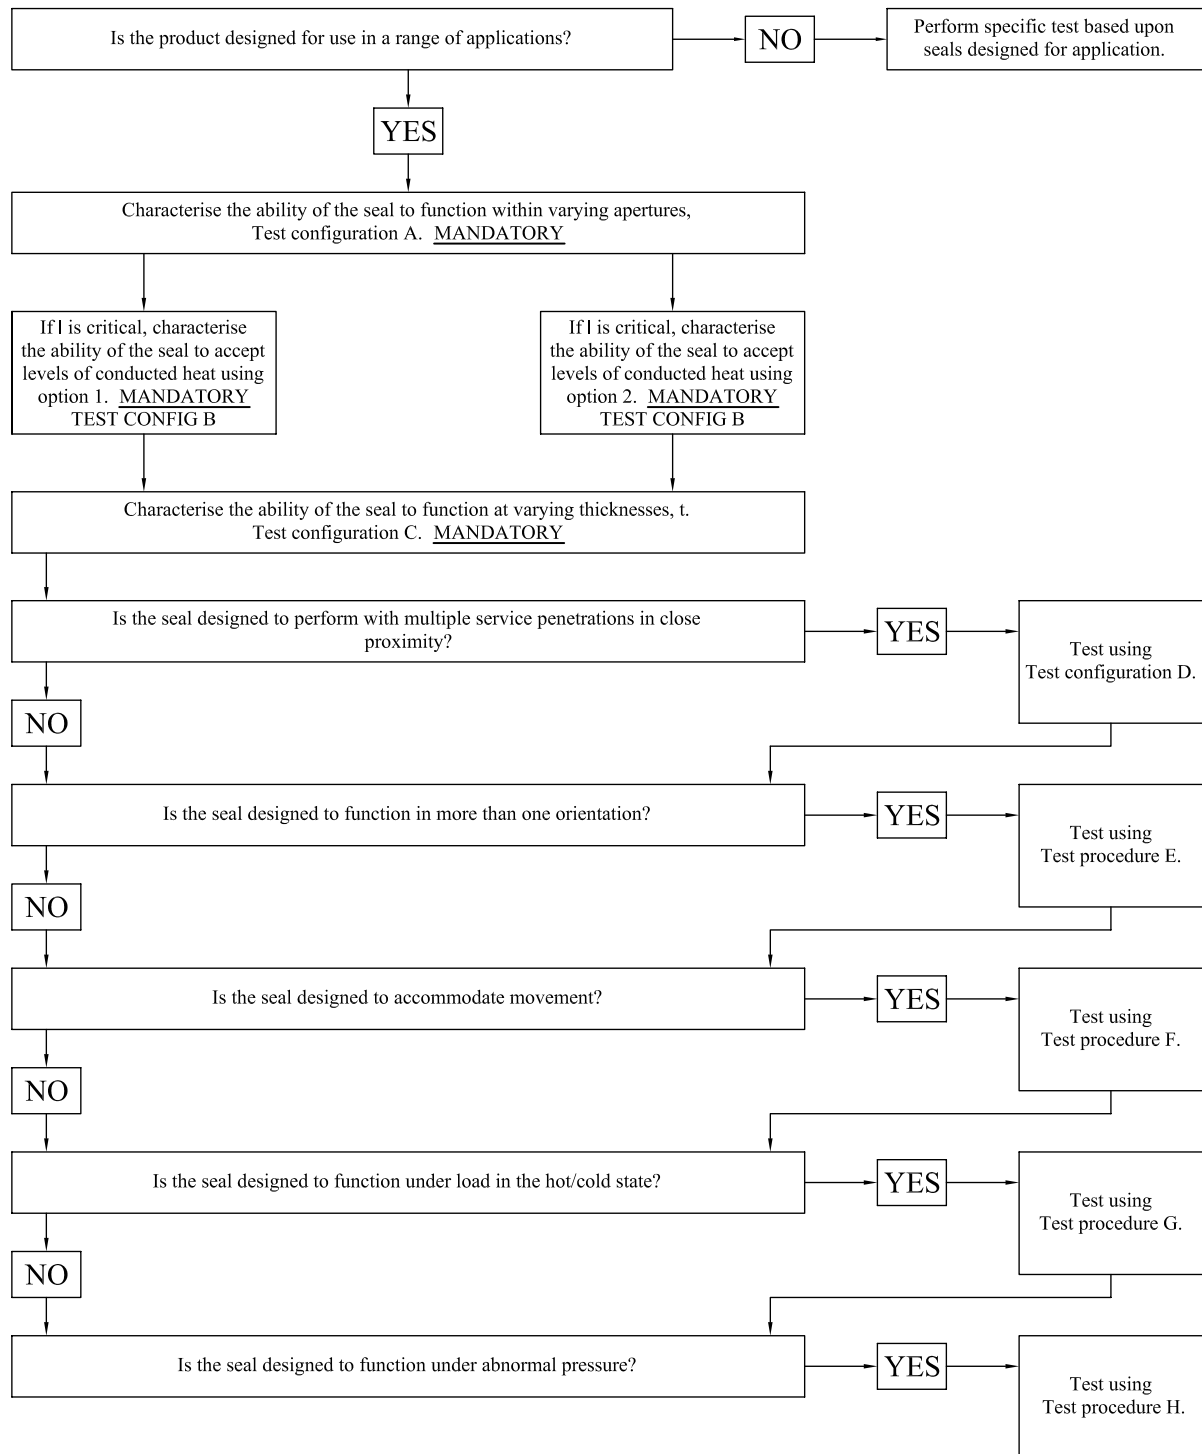 Is the product designed for use in a range of applications?
NO
Perform specific test based upon
seals designed for application.
YES
Characterise the ability of the seal to function within varying apertures,
Test configuration A. MANDATORY
If l is critical, characterise
the ability of the seal to accept
levels of conducted heat using
option 1. MANDATORY
TEST CONFIG B
If l is critical, characterise
the ability of the seal to accept
levels of conducted heat using
option 2. MANDATORY
TEST CONFIG B
Characterise the ability of the seal to function at varying thicknesses, t.
Test configuration C. MANDATORY
Is the seal designed to perform with multiple service penetrations in close
proximity?
YES
Test using
Test configuration D.
NO
Is the seal designed to function in more than one orientation?
YES
Test using
Test procedure E.
NO
Is the seal designed to accommodate movement?
YES
Test using
Test procedure F.
NO
Is the seal designed to function under load in the hot/cold state?
YES
Test using
Test procedure G.
NO
Is the seal designed to function under abnormal pressure?
YES
Test using
Test procedure H.